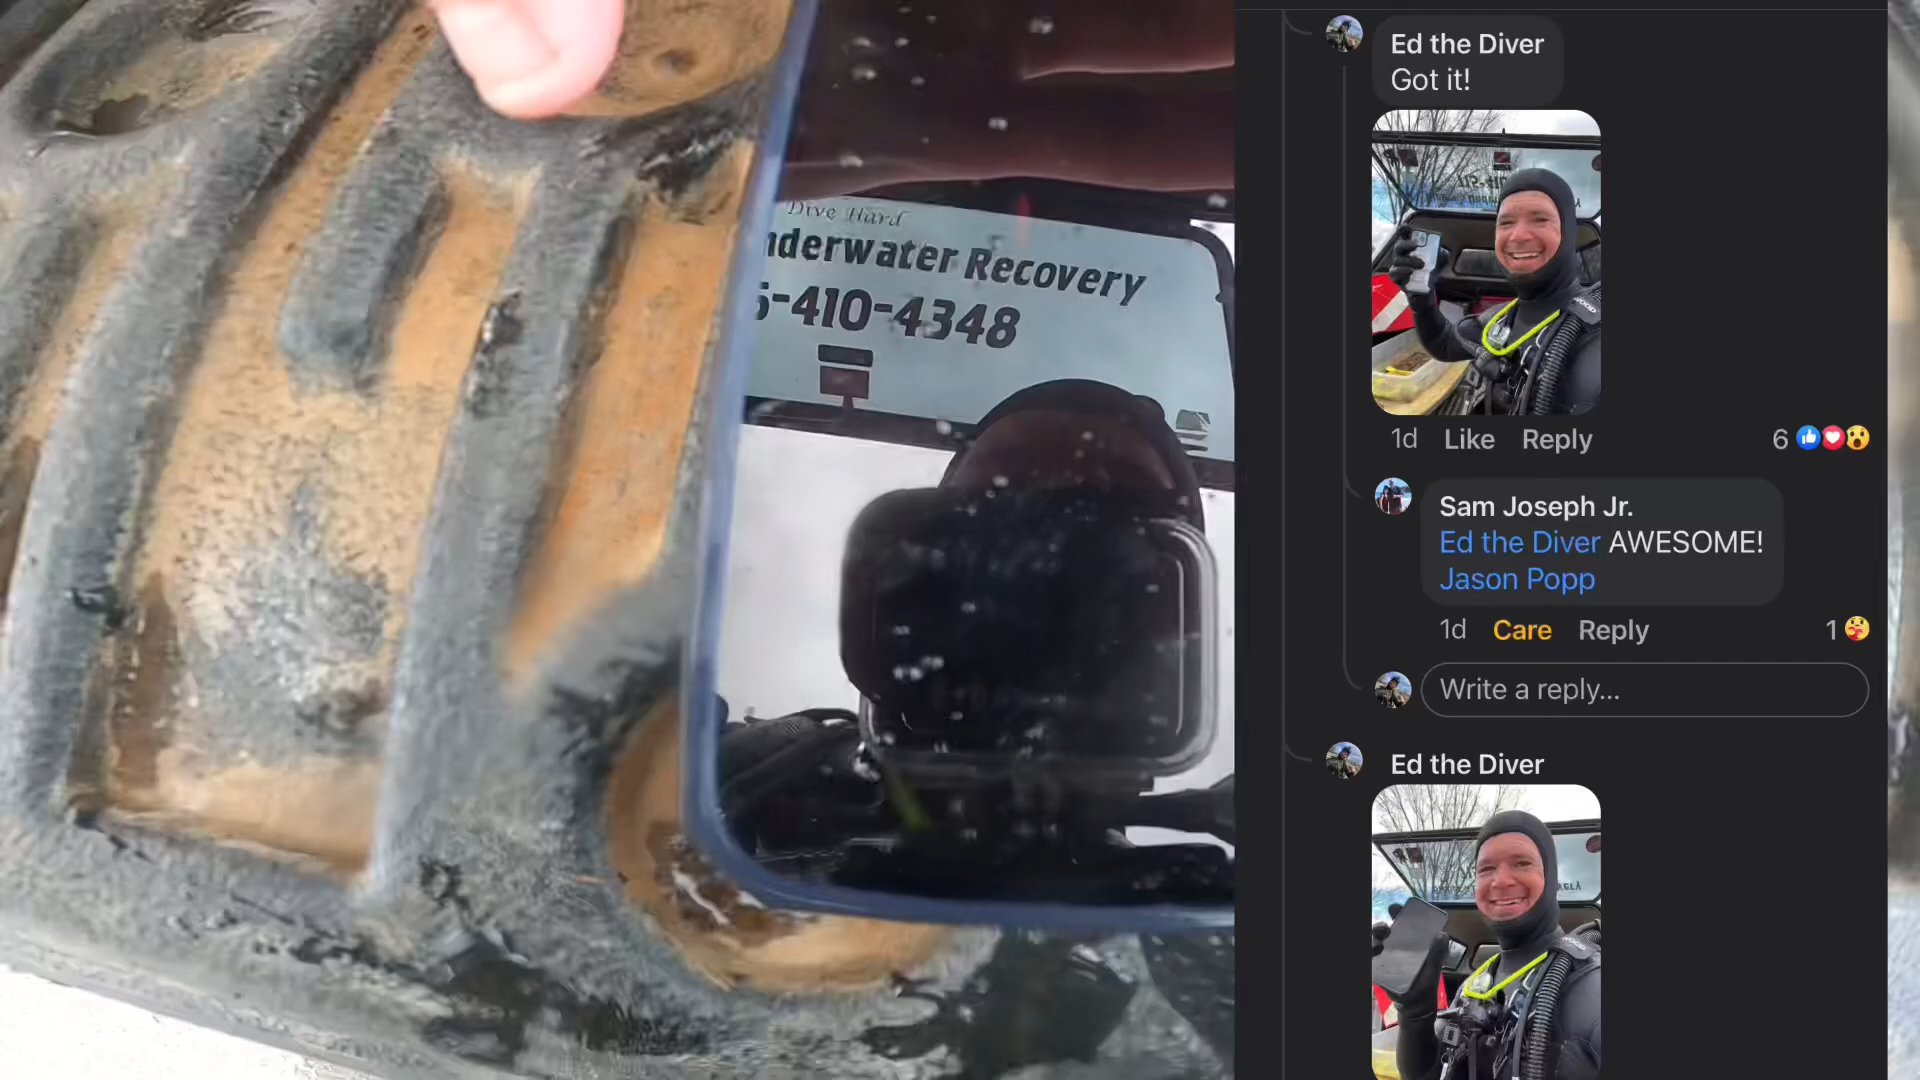 Dive Hard
nderwater Recovery
5-410-4348
Ed the Diver
Got it!
1d Like Reply 6
Sam Joseph Jr.
Ed the Diver AWESOME!
Jason Popp
1d Care Reply 1
Write a reply...
Ed the Diver